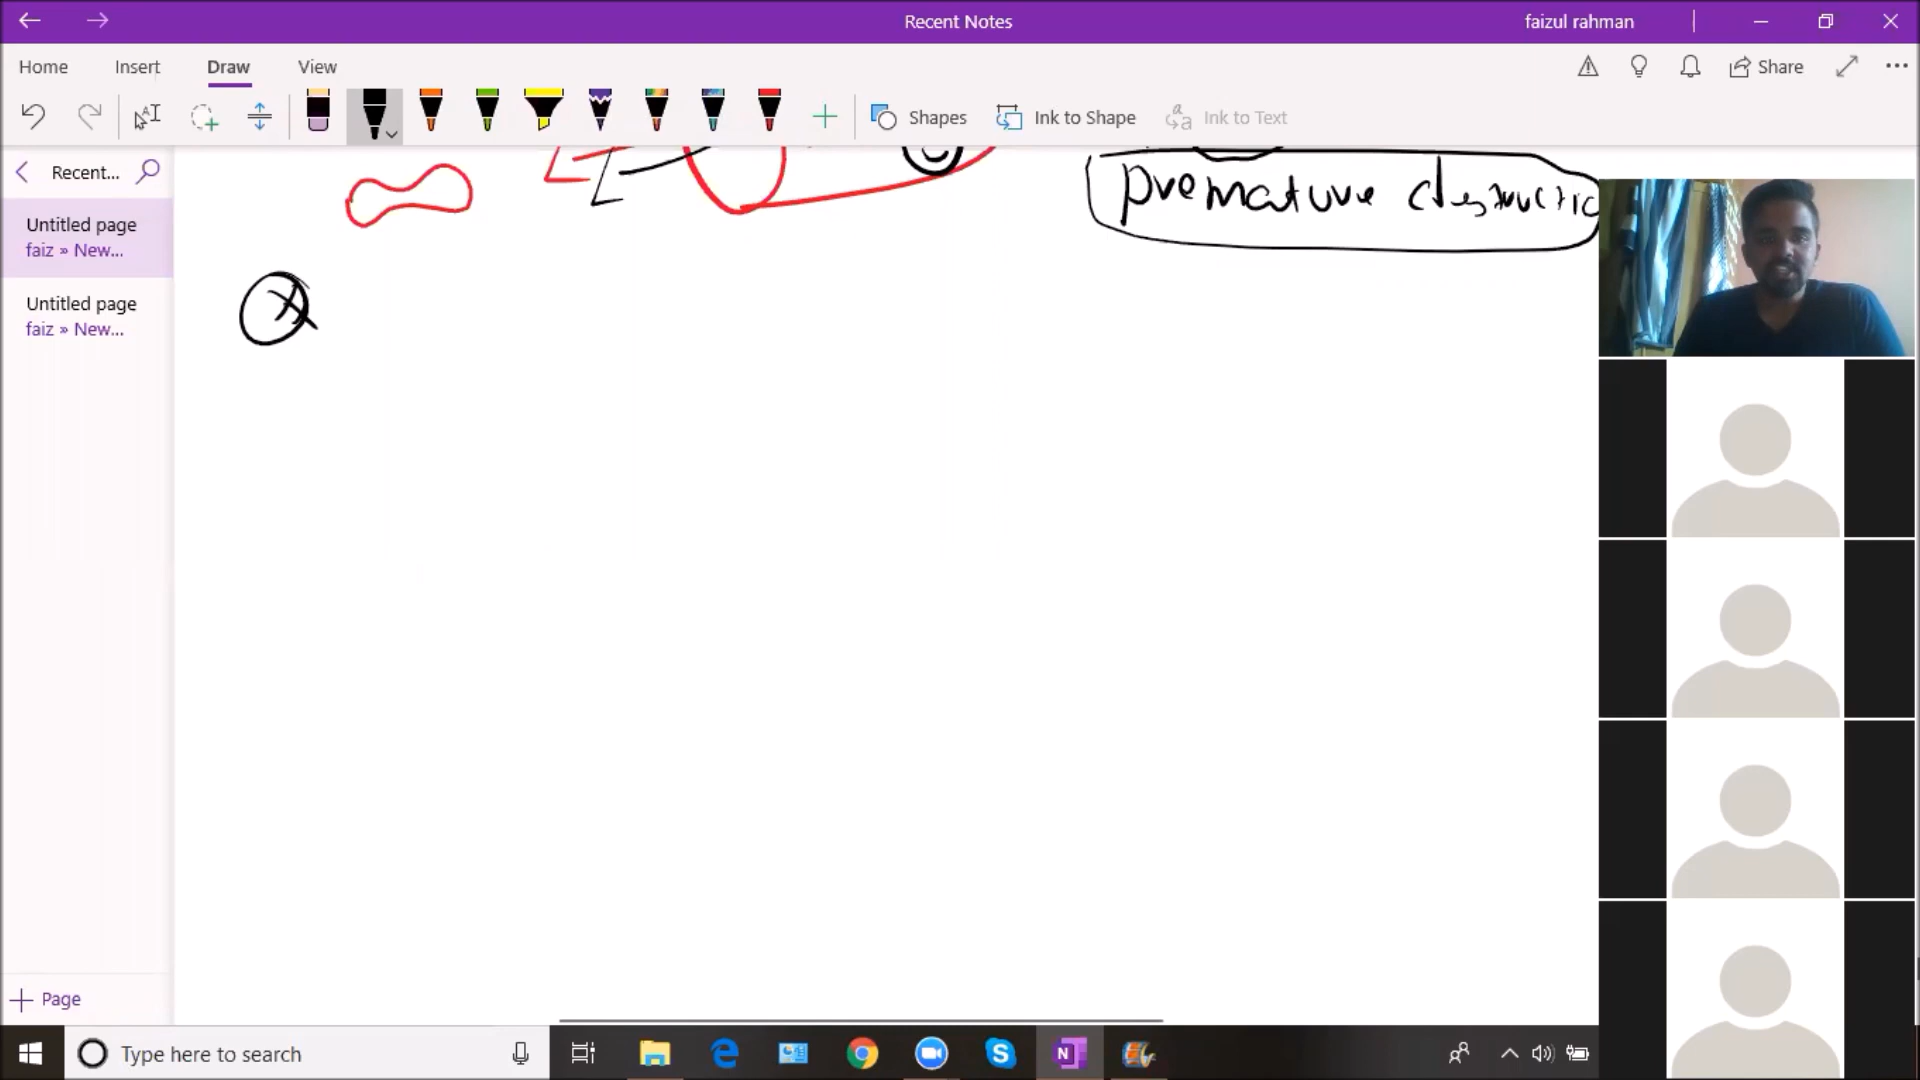 Recent Notes
faizul rahman
Home Insert Draw View
Share
Shapes
Ink to Shape
Ink to Text
Recent...
Untitled page
faiz » New...
Untitled page
faiz » New...
premature destructio
Page
Type here to search